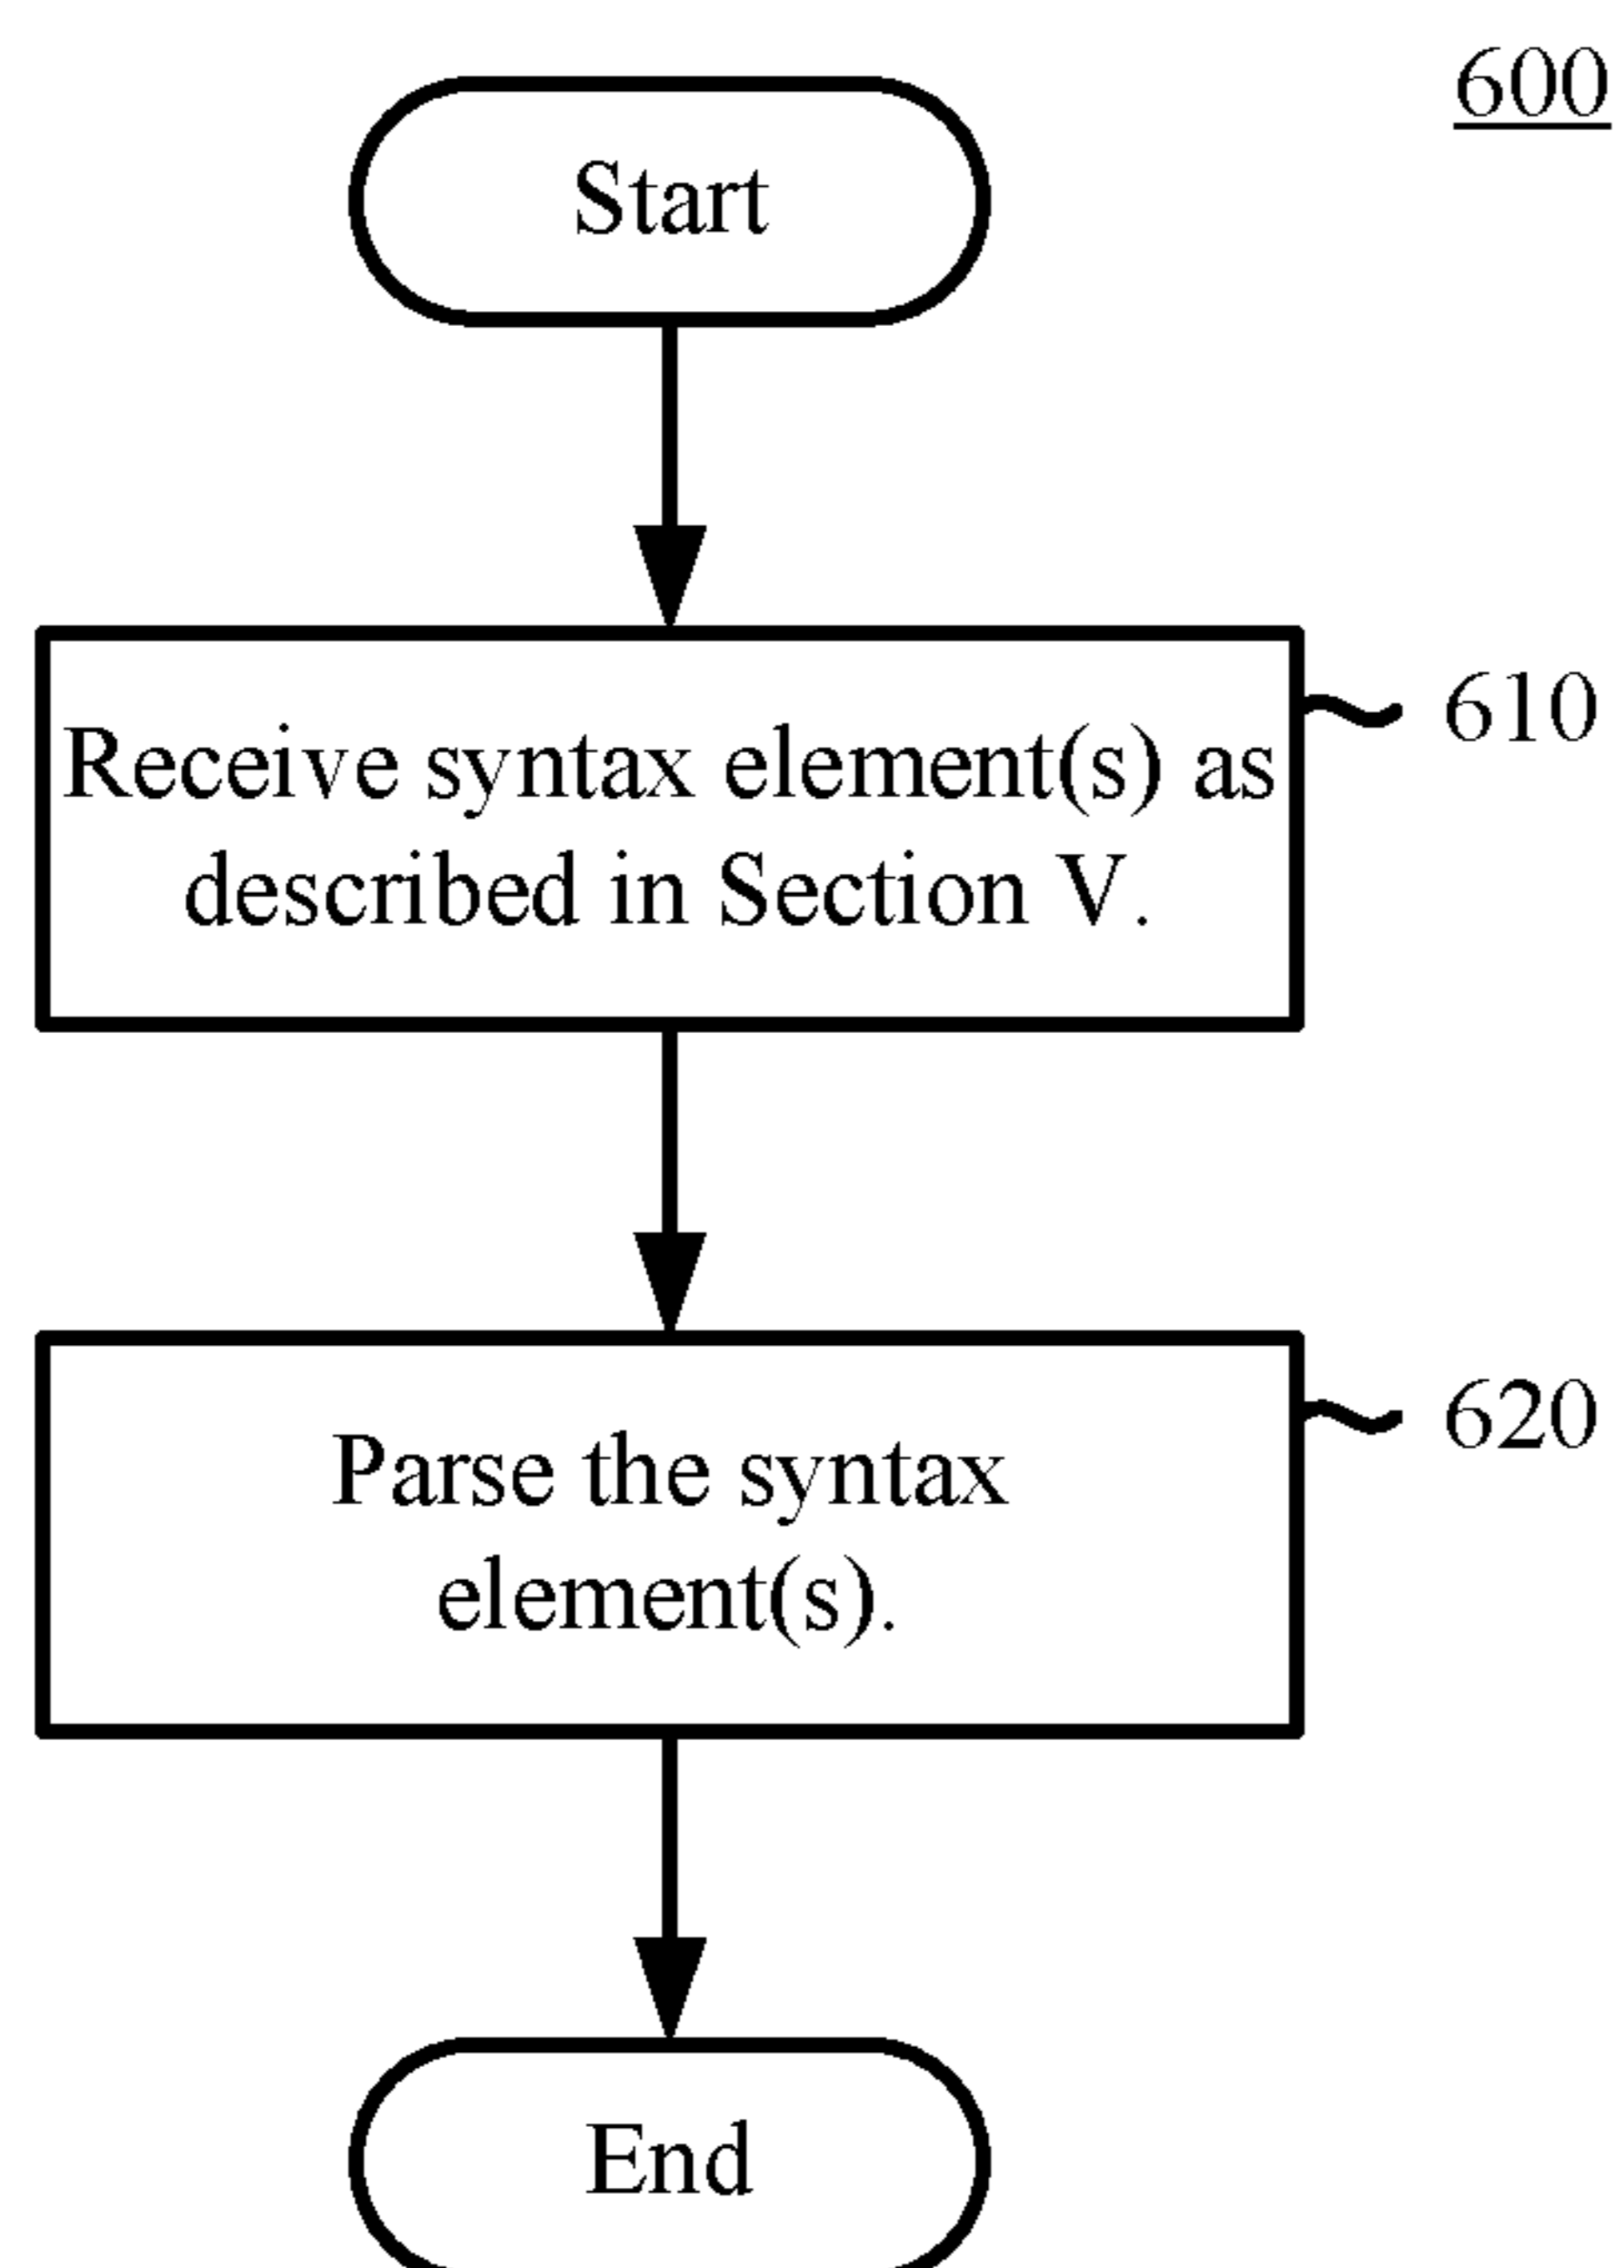 600
Start
Receive syntax element(s) as
described in Section V.
610
Parse the syntax
element(s).
620
End